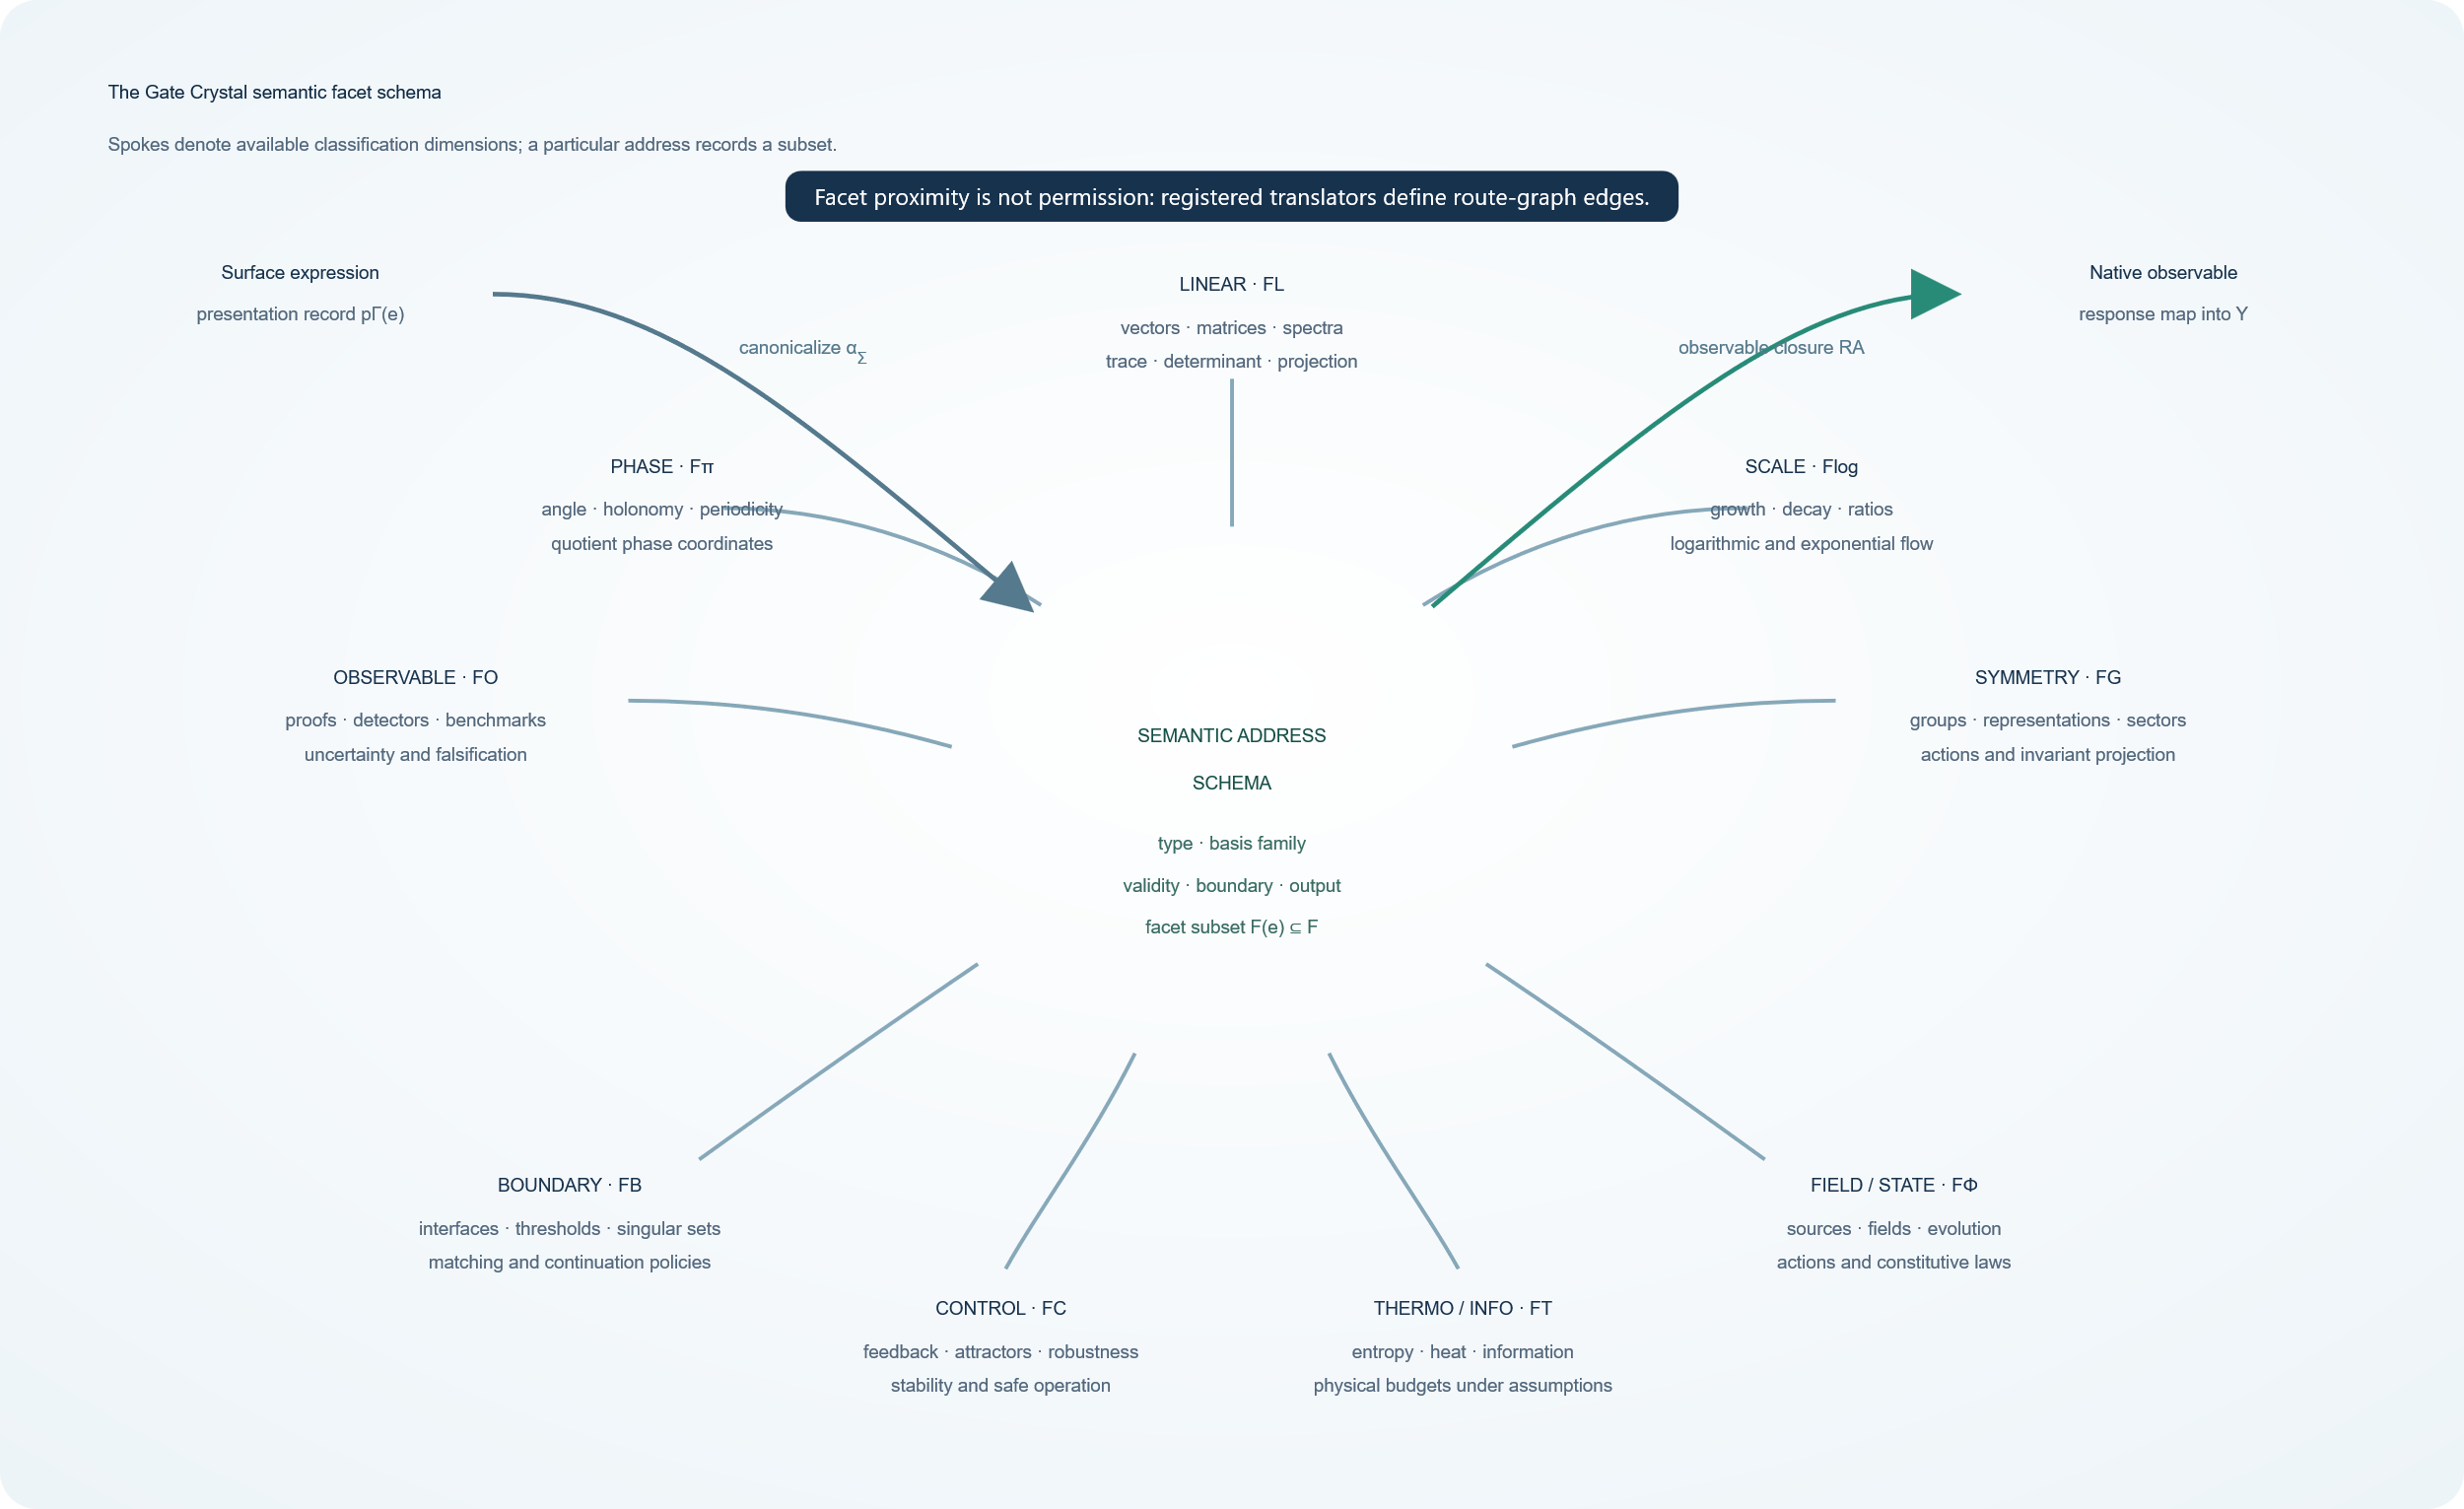 The Gate Crystal semantic facet schema
Spokes denote available classification dimensions; a particular address records a subset.
Facet proximity is not permission: registered translators define route-graph edges.
Surface expression
presentation record pΓ(e)
canonicalize αΣ
LINEAR · FL
vectors · matrices · spectra
trace · determinant · projection
Native observable
response map into Y
observable closure RA
PHASE · Fπ
angle · holonomy · periodicity
quotient phase coordinates
SCALE · Flog
growth · decay · ratios
logarithmic and exponential flow
OBSERVABLE · FO
proofs · detectors · benchmarks
uncertainty and falsification
SYMMETRY · FG
groups · representations · sectors
actions and invariant projection
SEMANTIC ADDRESS
SCHEMA
type · basis family
validity · boundary · output
facet subset F(e) ⊆ F
BOUNDARY · FB
interfaces · thresholds · singular sets
matching and continuation policies
FIELD / STATE · FΦ
sources · fields · evolution
actions and constitutive laws
CONTROL · FC
feedback · attractors · robustness
stability and safe operation
THERMO / INFO · FT
entropy · heat · information
physical budgets under assumptions